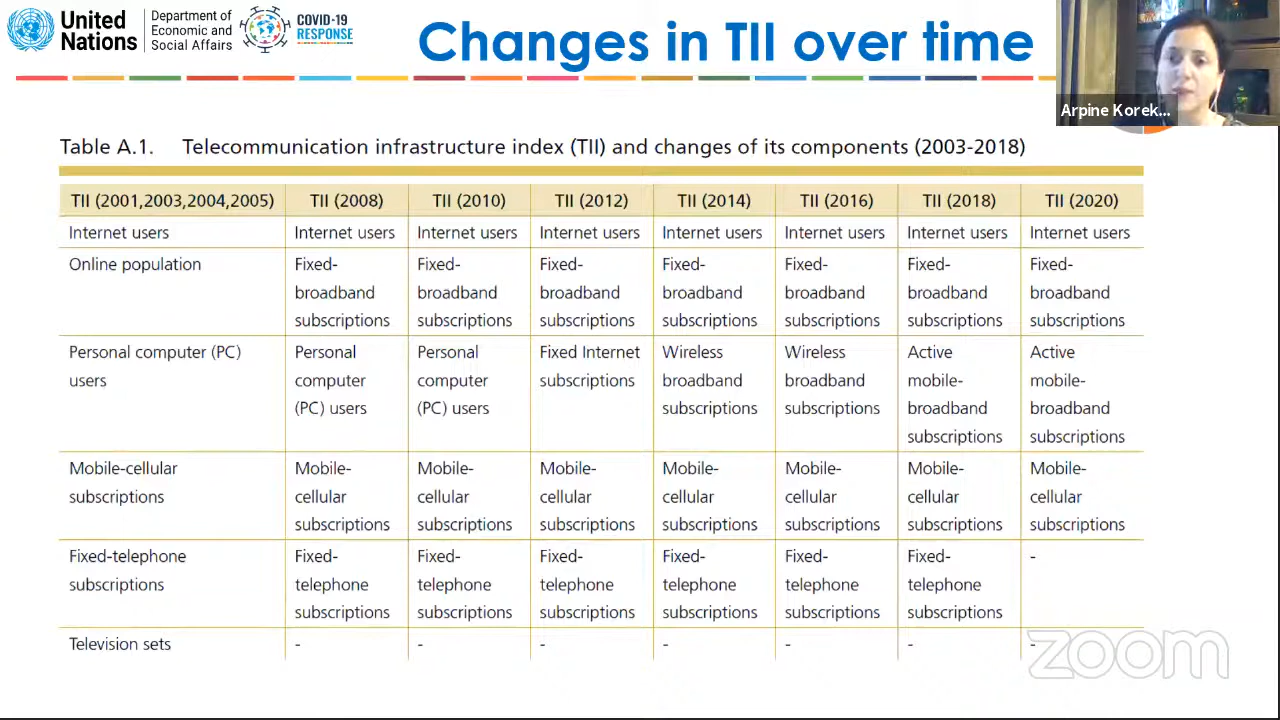 United Nations
Department of Economic and Social Affairs
COVID-19 RESPONSE
Changes in TII over time
Arpine Korek...
Table A.1. Telecommunication infrastructure index (TII) and changes of its components (2003-2018)
TII (2001,2003,2004,2005) TII (2008) TII (2010) TII (2012) TII (2014) TII (2016) TII (2018) TII (2020)
Internet users Internet users Internet users Internet users Internet users Internet users Internet users Internet users
Online population Fixed- Fixed- Fixed- Fixed- Fixed- Fixed- Fixed-
broadband broadband broadband broadband broadband broadband broadband
subscriptions subscriptions subscriptions subscriptions subscriptions subscriptions subscriptions
Personal computer (PC) Personal Personal Fixed Internet Wireless Wireless Active Active
users computer computer subscriptions broadband broadband mobile- mobile-
(PC) users (PC) users subscriptions subscriptions broadband broadband
subscriptions subscriptions
Mobile-cellular Mobile- Mobile- Mobile- Mobile- Mobile- Mobile- Mobile-
subscriptions cellular cellular cellular cellular cellular cellular cellular
subscriptions subscriptions subscriptions subscriptions subscriptions subscriptions subscriptions
Fixed-telephone Fixed- Fixed- Fixed- Fixed- Fixed- Fixed- -
subscriptions telephone telephone telephone telephone telephone telephone
subscriptions subscriptions subscriptions subscriptions subscriptions subscriptions
Television sets - - - - - - -
zoom